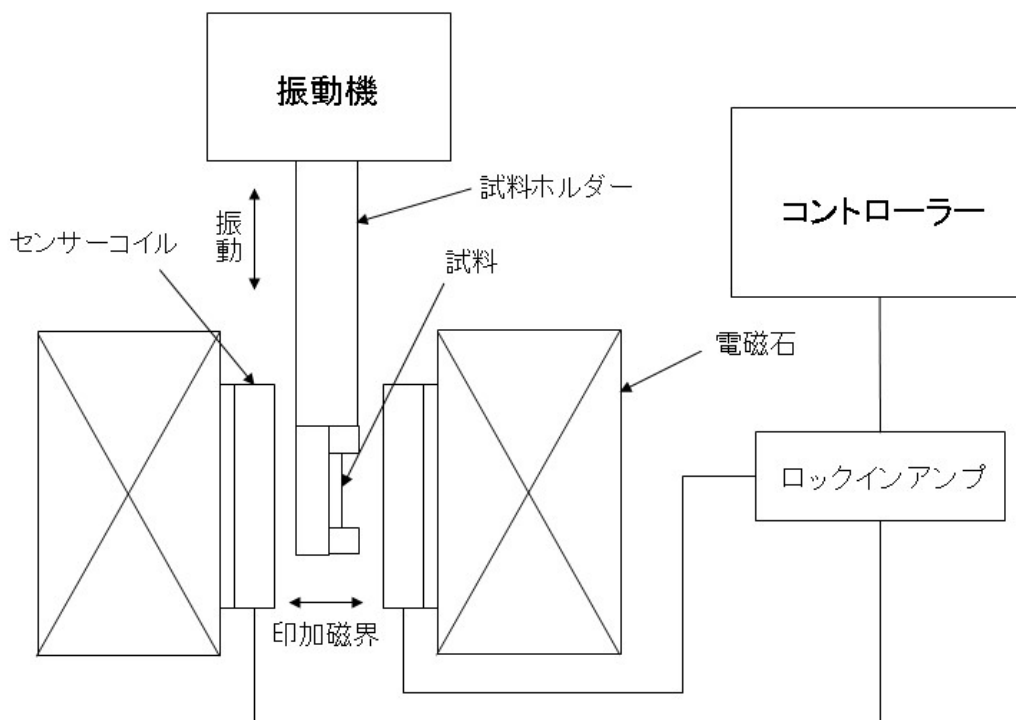 振動機
試料ホルダー
振動
センサーコイル
試料
コントローラー
電磁石
ロックインアンプ
印加磁界